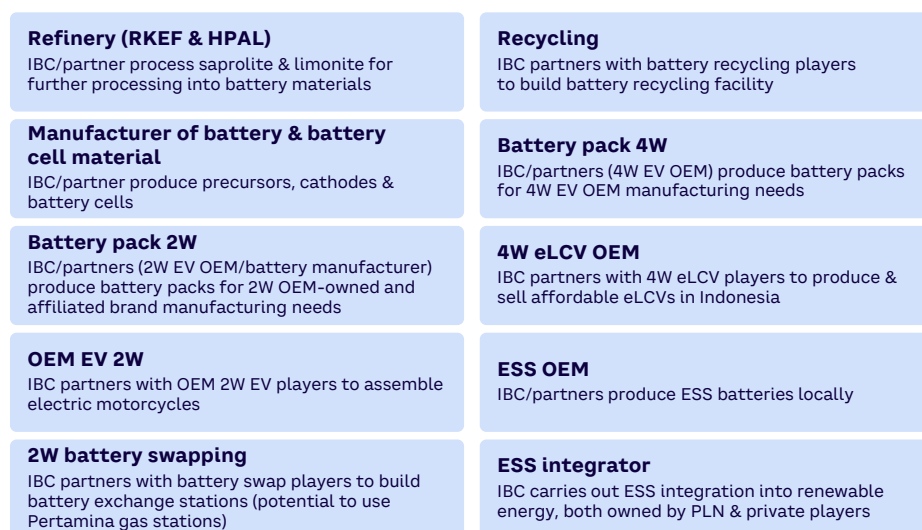 Refinery (RKEF & HPAL)
IBC/partner process saprolite & limonite for
further processing into battery materials
Manufacturer of battery & battery
cell material
IBC/partner produce precursors, cathodes &
battery cells
Battery pack 2W
IBC/partners (2W EV OEM/battery manufacturer)
produce battery packs for 2W OEM-owned and
affiliated brand manufacturing needs
OEM EV 2W
IBC partners with OEM 2W EV players to assemble
electric motorcycles
2W battery swapping
IBC partners with battery swap players to build
battery exchange stations (potential to use
Pertamina gas stations)
Recycling
IBC partners with battery recycling players
to build battery recycling facility
Battery pack 4W
IBC/partners (4W EV OEM) produce battery packs
for 4W EV OEM manufacturing needs
4W eLCV OEM
IBC partners with 4W eLCV players to produce &
sell affordable eLCVs in Indonesia
ESS OEM
IBC/partners produce ESS batteries locally
ESS integrator
IBC carries out ESS integration into renewable
energy, both owned by PLN & private players